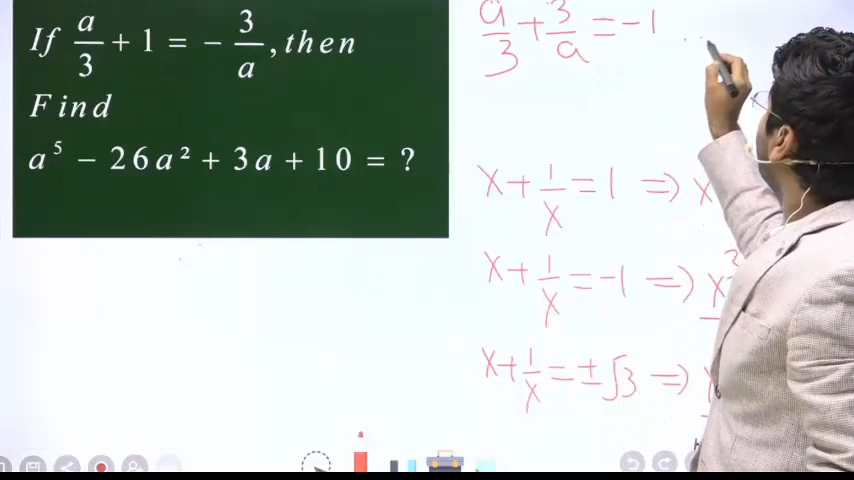 If a/3 + 1 = - 3/a, then
Find
a⁵ - 26a² + 3a + 10 = ?
a/3 + 3/a = -1
x + 1/x = 1 ⇒ x
x + 1/x = -1 ⇒ x
x + 1/x = ± √3 ⇒